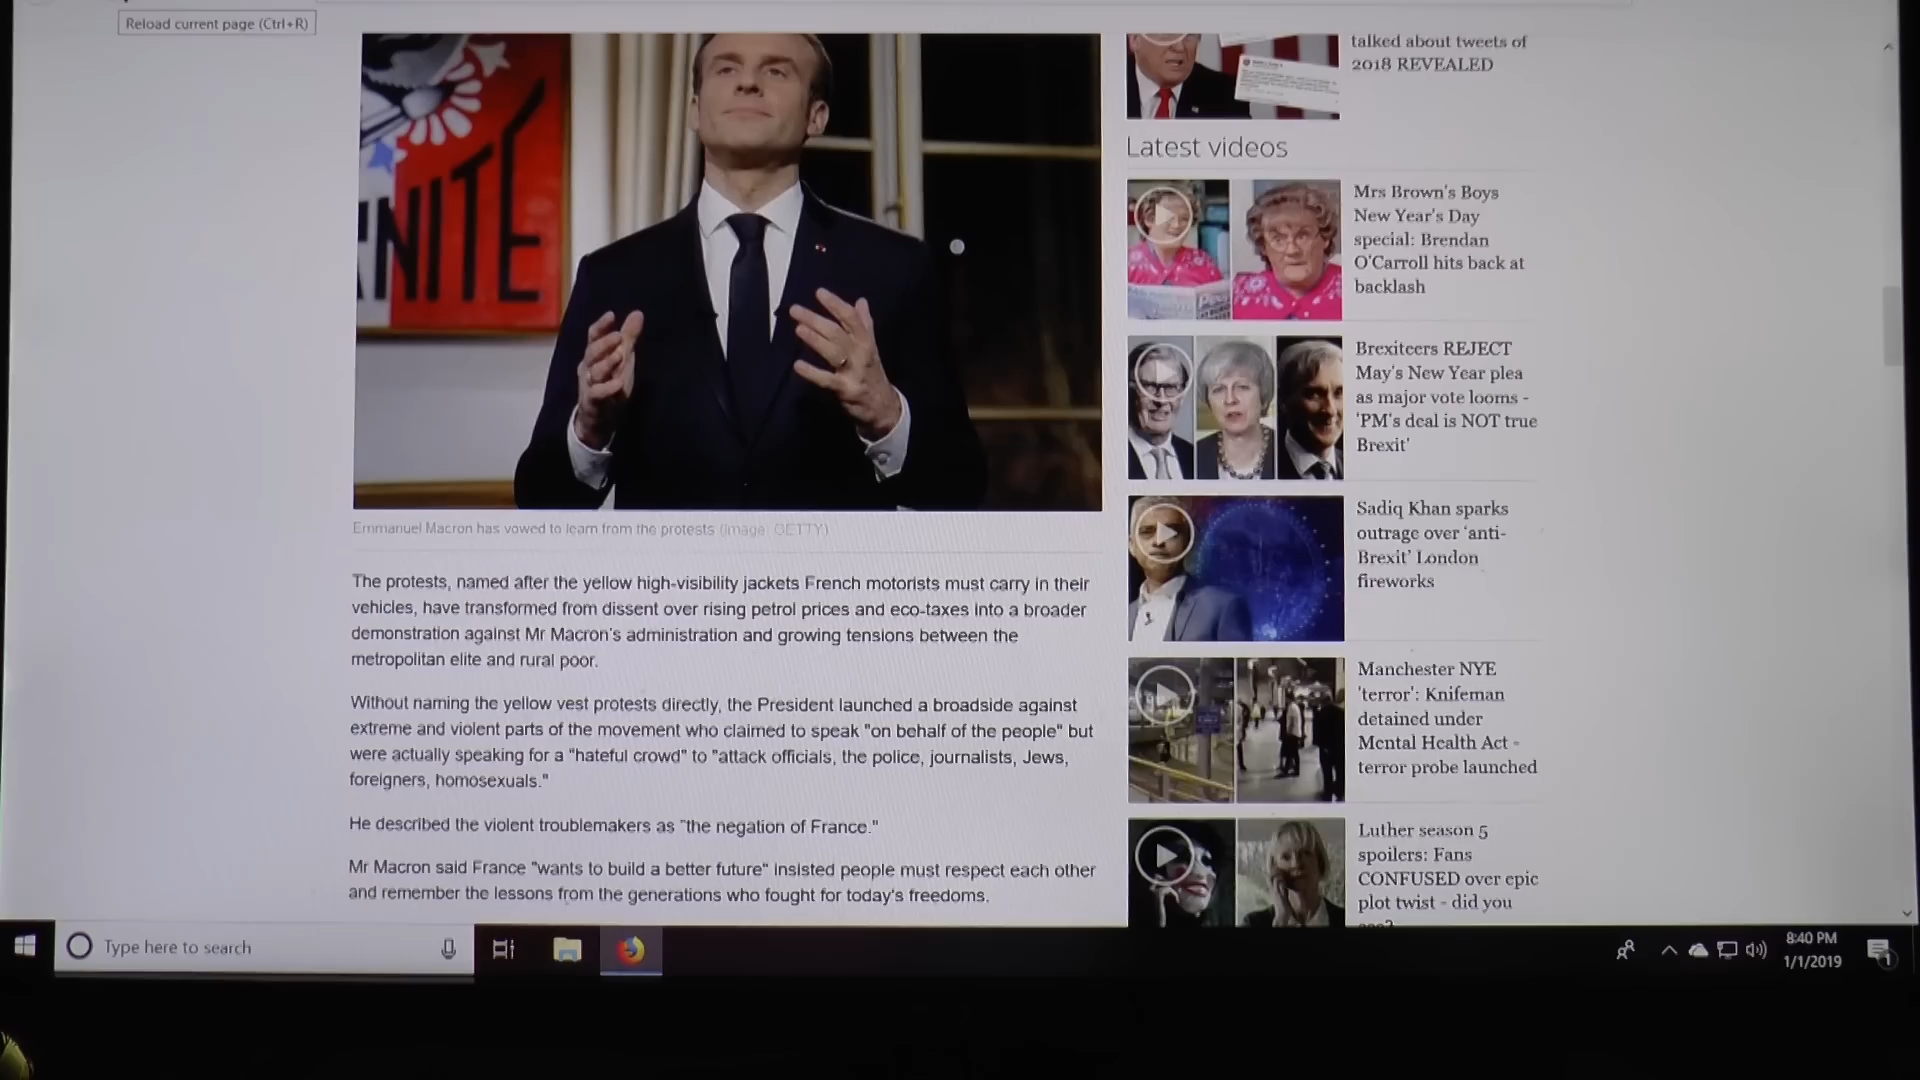 Reload current page (Ctrl+R)
NITÉ
Emmanuel Macron has vowed to learn from the protests (Image: GETTY)
The protests, named after the yellow high-visibility jackets French motorists must carry in their
vehicles, have transformed from dissent over rising petrol prices and eco-taxes into a broader
demonstration against Mr Macron's administration and growing tensions between the
metropolitan elite and rural poor.
Without naming the yellow vest protests directly, the President launched a broadside against
extreme and violent parts of the movement who claimed to speak "on behalf of the people" but
were actually speaking for a "hateful crowd" to "attack officials, the police, journalists, Jews,
foreigners, homosexuals."
He described the violent troublemakers as "the negation of France."
Mr Macron said France "wants to build a better future" insisted people must respect each other
and remember the lessons from the generations who fought for today's freedoms.
talked about tweets of
2018 REVEALED
Latest videos
Mrs Brown's Boys
New Year's Day
special: Brendan
O'Carroll hits back at
backlash
Brexiteers REJECT
May's New Year plea
as major vote looms -
'PM's deal is NOT true
Brexit'
Sadiq Khan sparks
outrage over 'anti-
Brexit' London
fireworks
Manchester NYE
'terror': Knifeman
detained under
Mental Health Act -
terror probe launched
Luther season 5
spoilers: Fans
CONFUSED over epic
plot twist - did you
Type here to search
8:40 PM
1/1/2019
1